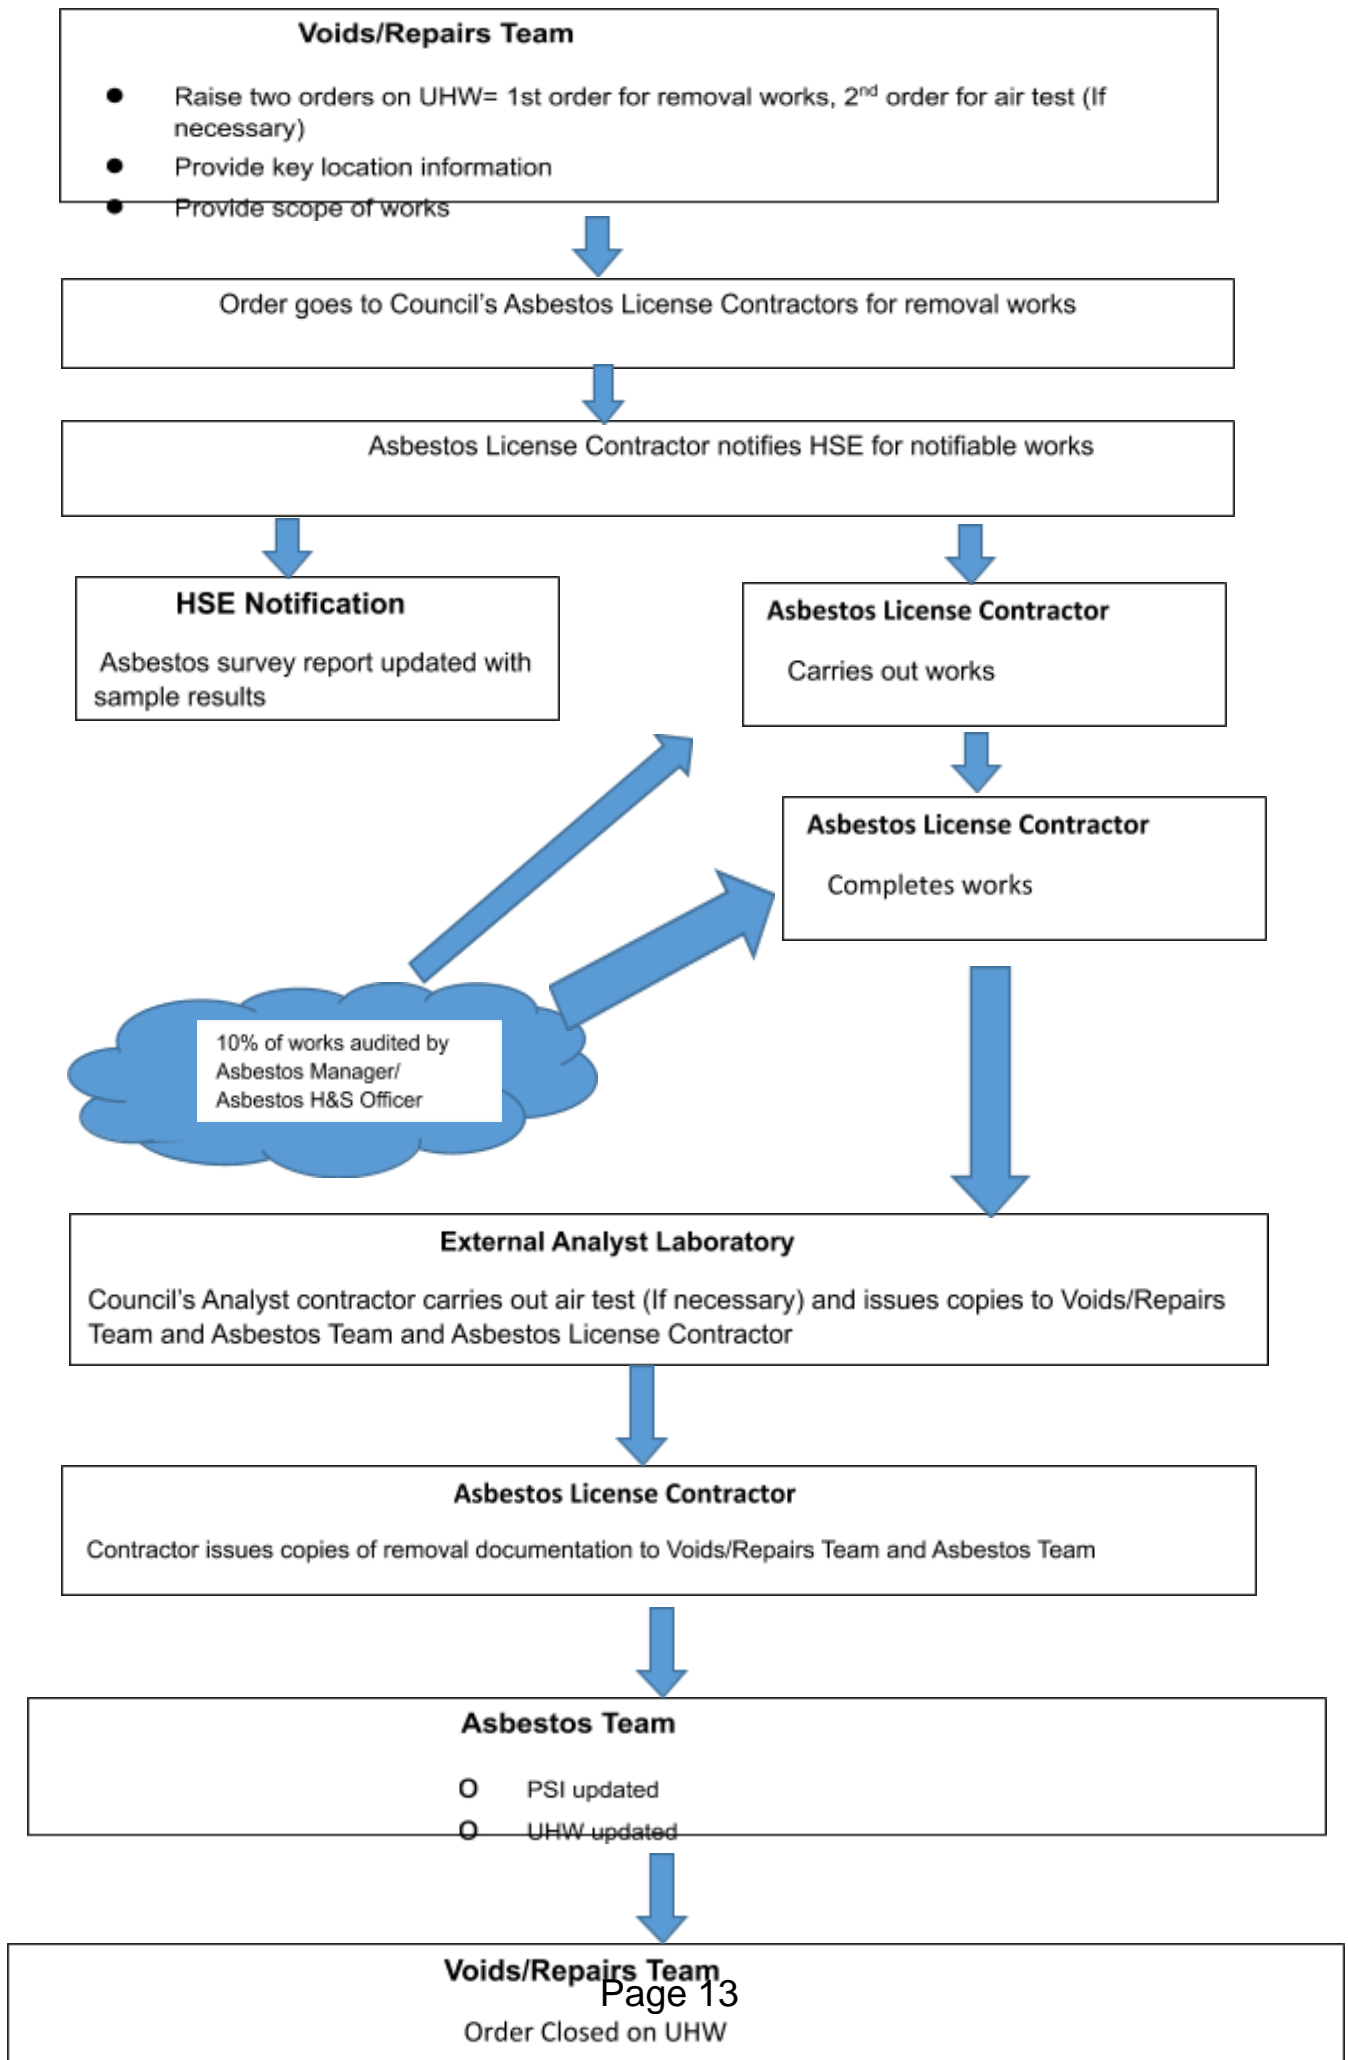 Voids/Repairs Team
● Raise two orders on UHW= 1st order for removal works, 2nd order for air test (If
necessary)
● Provide key location information
● Provide scope of works
Order goes to Council's Asbestos License Contractors for removal works
Asbestos License Contractor notifies HSE for notifiable works
HSE Notification
Asbestos survey report updated with
sample results
Asbestos License Contractor
Carries out works
Asbestos License Contractor
Completes works
10% of works audited by
Asbestos Manager/
Asbestos H&S Officer
External Analyst Laboratory
Council's Analyst contractor carries out air test (If necessary) and issues copies to Voids/Repairs
Team and Asbestos Team and Asbestos License Contractor
Asbestos License Contractor
Contractor issues copies of removal documentation to Voids/Repairs Team and Asbestos Team
Asbestos Team
o PSI updated
o UHW updated
Voids/Repairs Team
Page 13
Order Closed on UHW